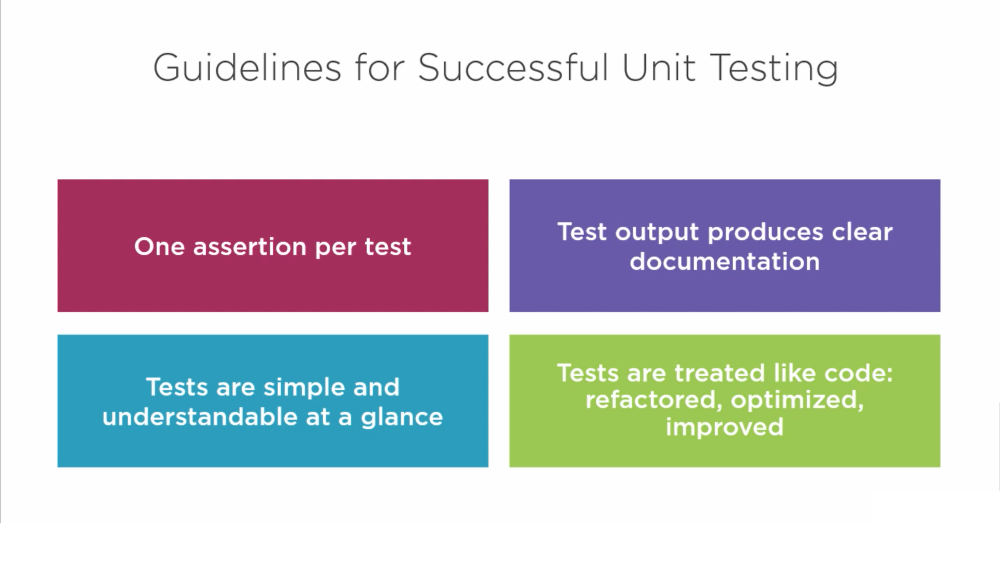 Guidelines for Successful Unit Testing
One assertion per test
Test output produces clear
documentation
Tests are simple and
understandable at a glance
Tests are treated like code:
refactored, optimized,
improved